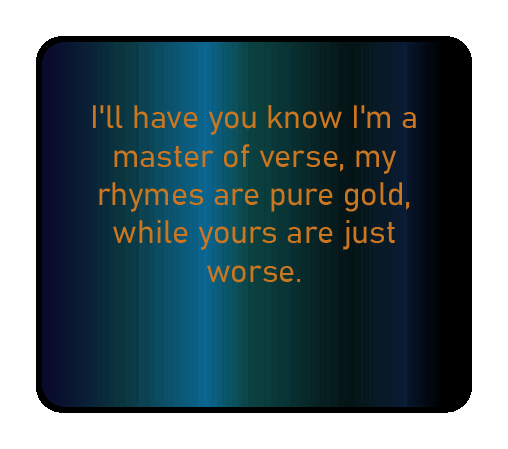 I'll have you know I'm a
master of verse, my
rhymes are pure gold,
while yours are just
worse.